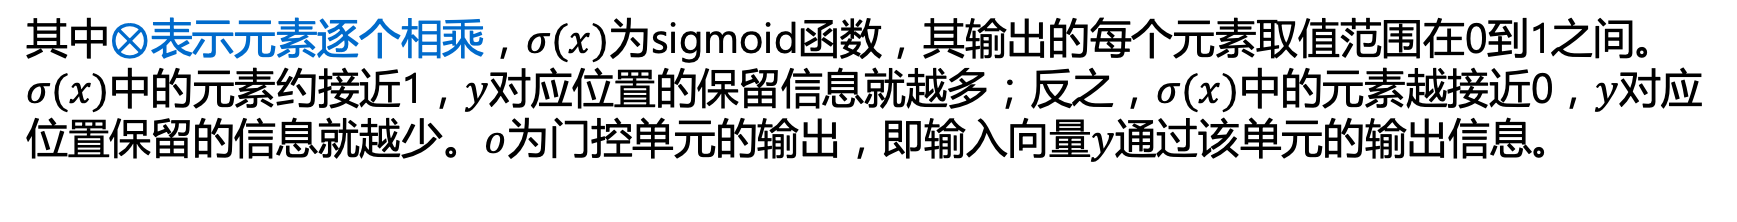 其中⊗表示元素逐个相乘，σ(x)为sigmoid函数，其输出的每个元素取值范围在0到1之间。
σ(x)中的元素约接近1，y对应位置的保留信息就越多；反之，σ(x)中的元素越接近0，y对应
位置保留的信息就越少。o为门控单元的输出，即输入向量y通过该单元的输出信息。